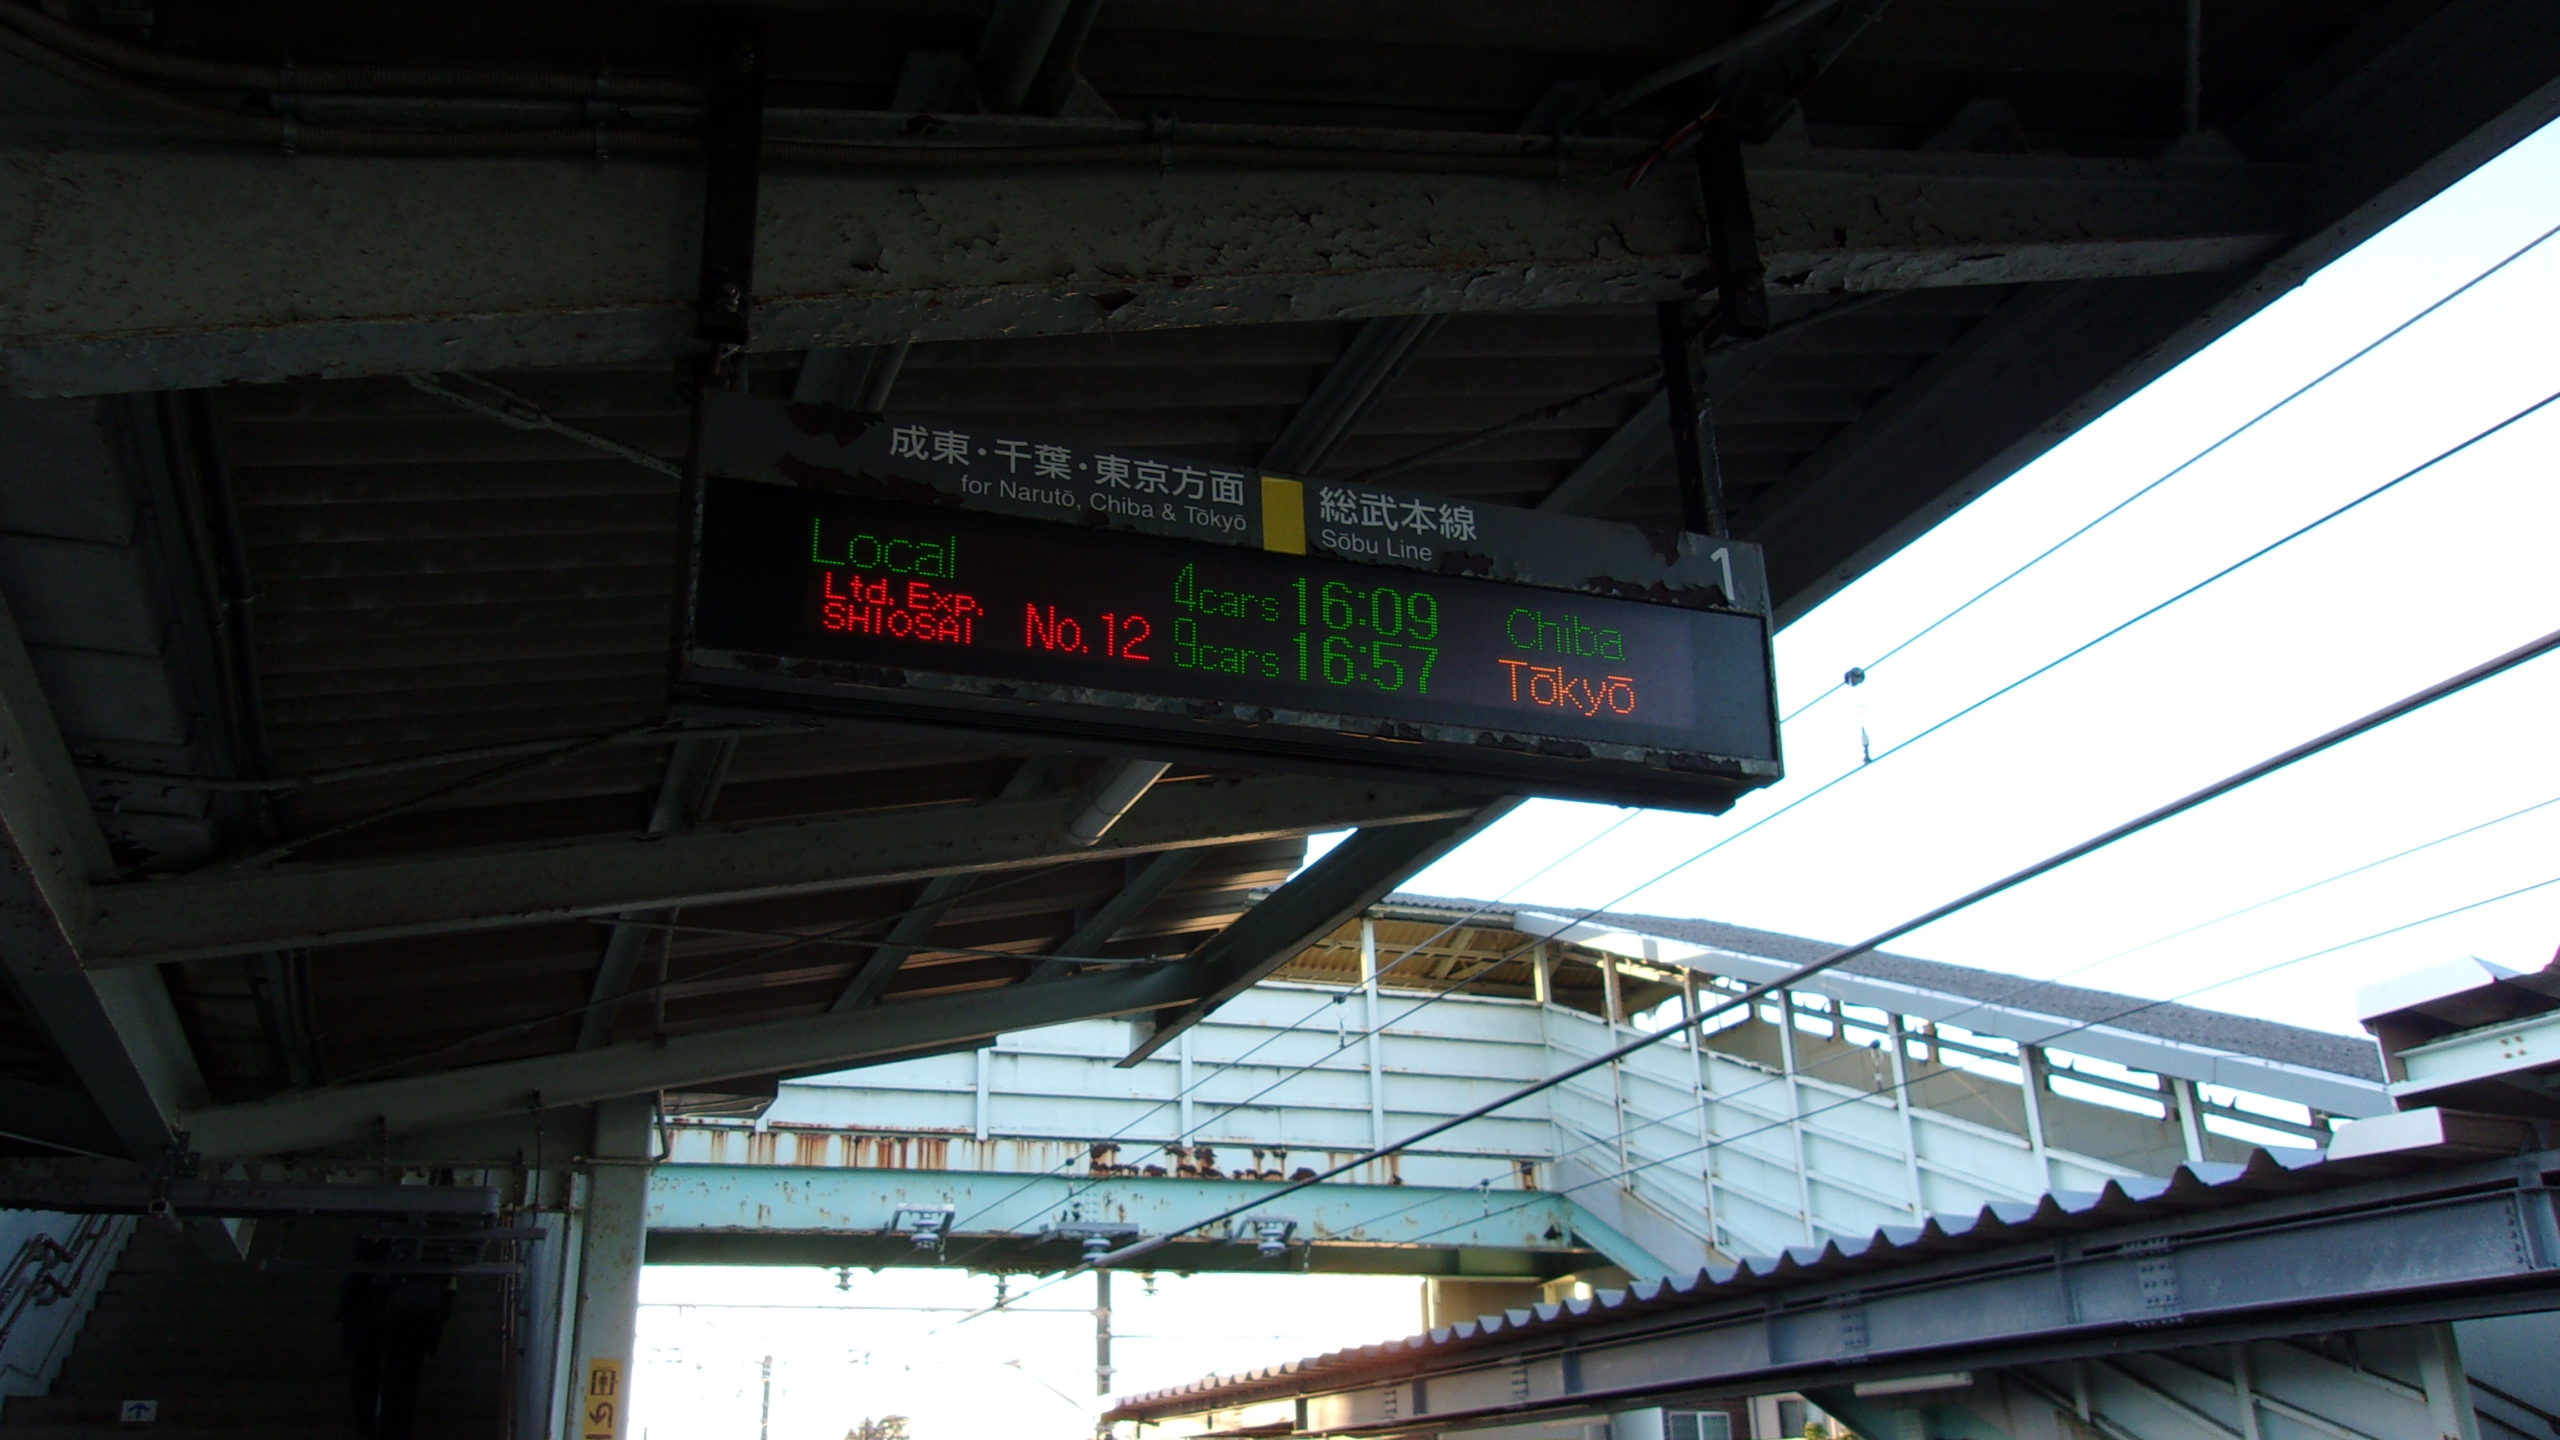 成東・千葉・東京方面
for Narutō, Chiba & Tōkyō
総武本線
Sōbu Line
1
Local 4cars 16:09 Chiba
Ltd. Exp. SHIOSAI No.12 9cars 16:57 Tōkyō